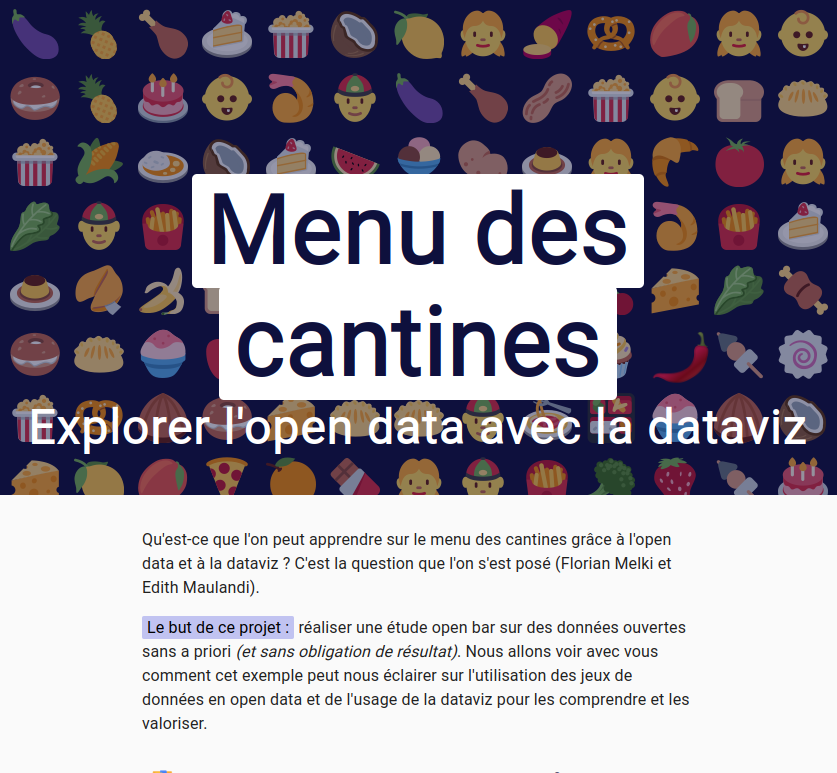 Menu des
cantines
Explorer l'open data avec la dataviz
Qu'est-ce que l'on peut apprendre sur le menu des cantines grâce à l'open
data et à la dataviz ? C'est la question que l'on s'est posé (Florian Melki et
Edith Maulandi).
Le but de ce projet : réaliser une étude open bar sur des données ouvertes
sans a priori (et sans obligation de résultat). Nous allons voir avec vous
comment cet exemple peut nous éclairer sur l'utilisation des jeux de
données en open data et de l'usage de la dataviz pour les comprendre et les
valoriser.